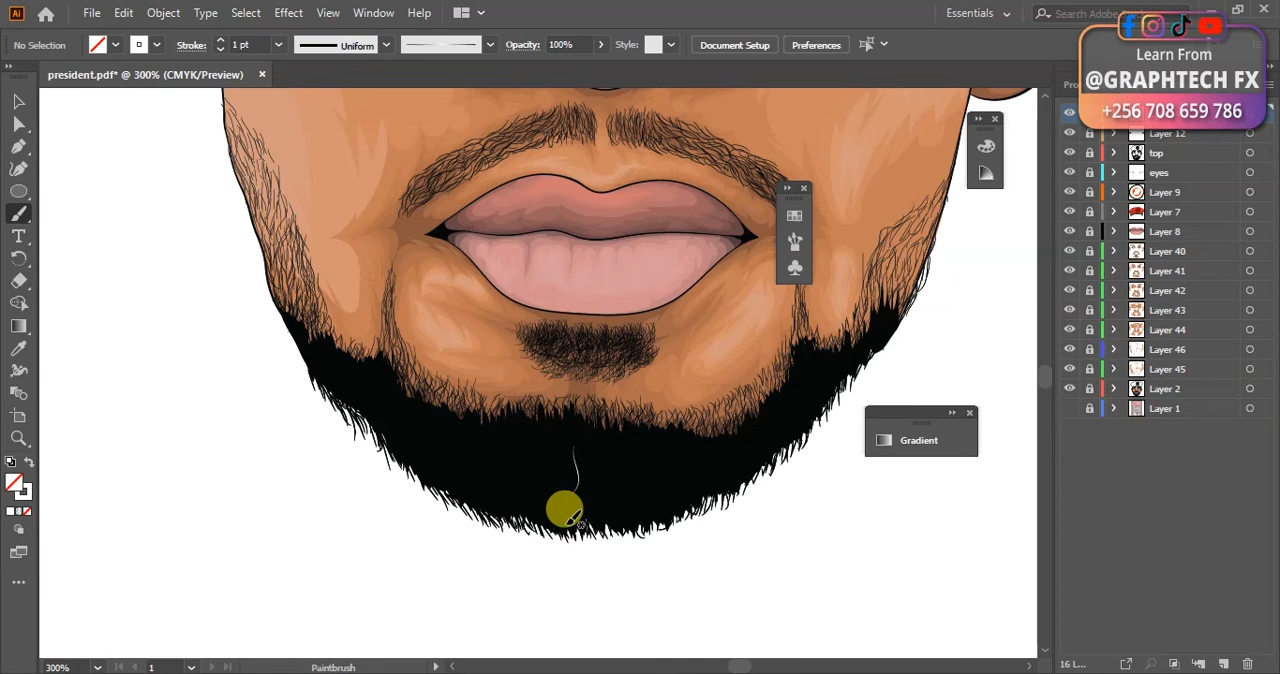 Ai File Edit Object Type Select Effect View Window Help Essentials Search Adobe
No Selection Stroke: 1 pt Uniform Opacity: 100% Style: Document Setup Preferences
president.pdf* @ 300% (CMYK/Preview)
Learn From
@GRAPHTECH FX
+256 708 659 786
Layer 12
top
eyes
Layer 9
Layer 7
Layer 8
Layer 40
Layer 41
Layer 42
Layer 43
Layer 44
Layer 46
Layer 45
Layer 2
Layer 1
Gradient
300% 1 Paintbrush 16 L...